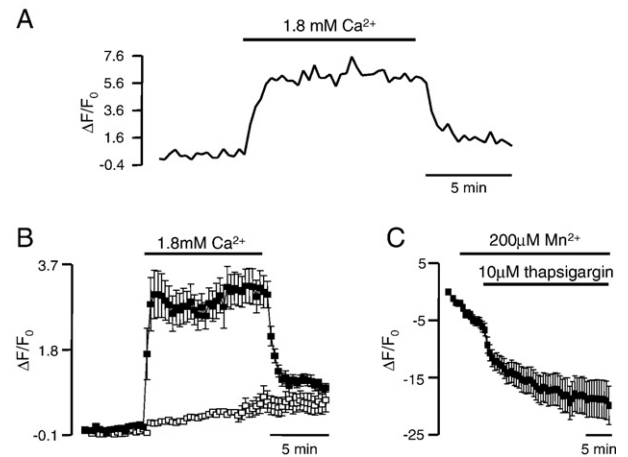 A
1.8 mM Ca²⁺
7.6
5.6
3.6
1.6
-0.4
ΔF/F₀
5 min
B
1.8mM Ca²⁺
3.7
1.8
-0.1
ΔF/F₀
5 min
C
200μM Mn²⁺
10μM thapsigargin
5
-5
-15
-25
ΔF/F₀
5 min